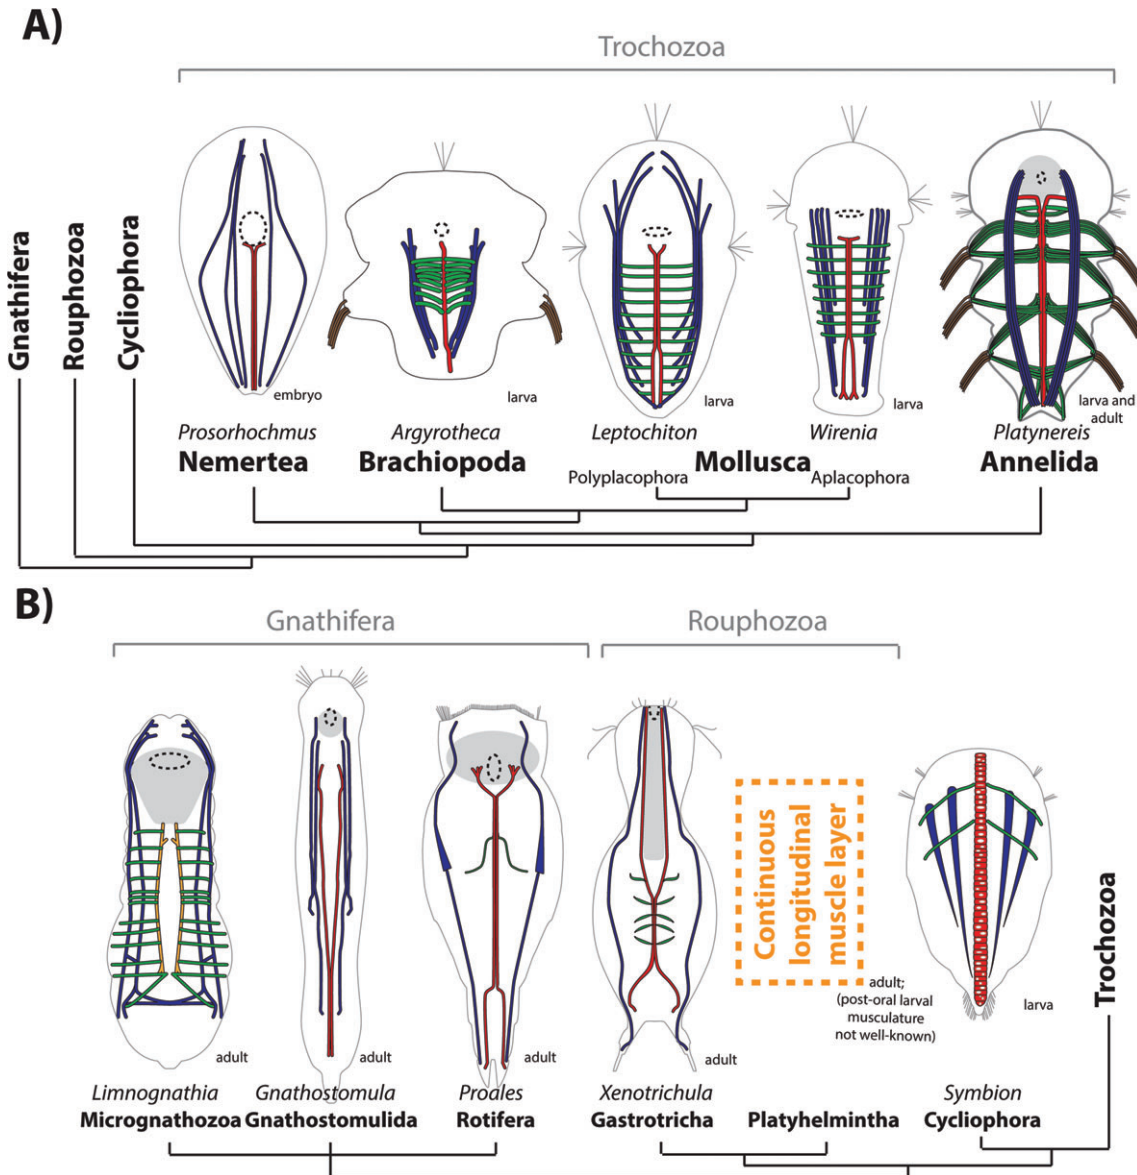 A)
Trochozoa
Gnathifera
Rouphozoa
Cycliophora
embryo
larva
larva
larva
larva and
adult
Prosorhochmus
Argyrotheca
Leptochiton
Wirenia
Platynereis
Nemertea
Brachiopoda
Mollusca
Annelida
Polyplacophora
Aplacophora
B)
Gnathifera
Rouphozoa
Continuous
longitudinal
muscle layer
adult;
(post-oral larval
musculature
not well-known)
larva
Trochozoa
adult
adult
adult
adult
Limnognathia
Gnathostomula
Proales
Xenotrichula
Symbion
Micrognathozoa
Gnathostomulida
Rotifera
Gastrotricha
Platyhelmintha
Cycliophora